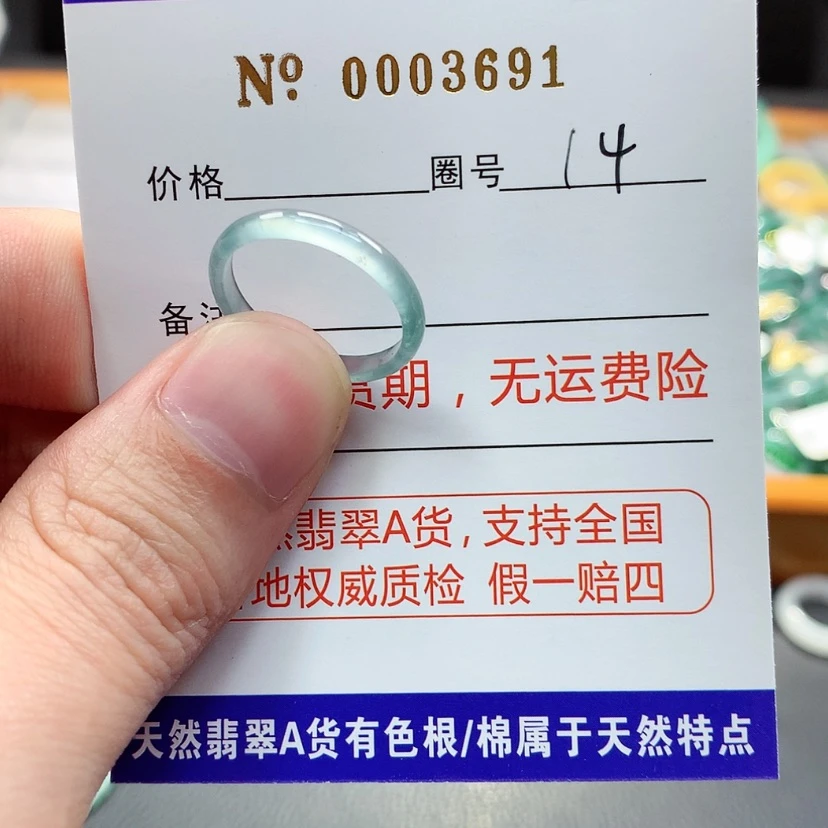 Nº 0003691
价格 圈号 14
备
期，无运费险
翡翠A货，支持全国
地权威质检 假一赔四
天然翡翠A货有色根/棉属于天然特点